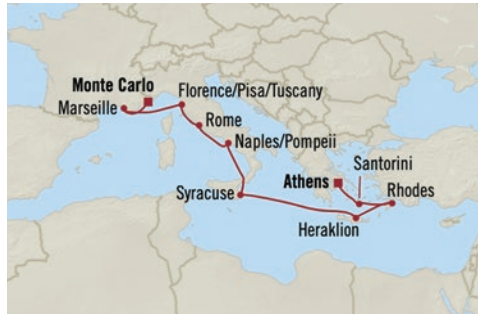 Monte Carlo
Marseille
Florence/Pisa/Tuscany
Rome
Naples/Pompeii
Syracuse
Athens
Santorini
Rhodes
Heraklion